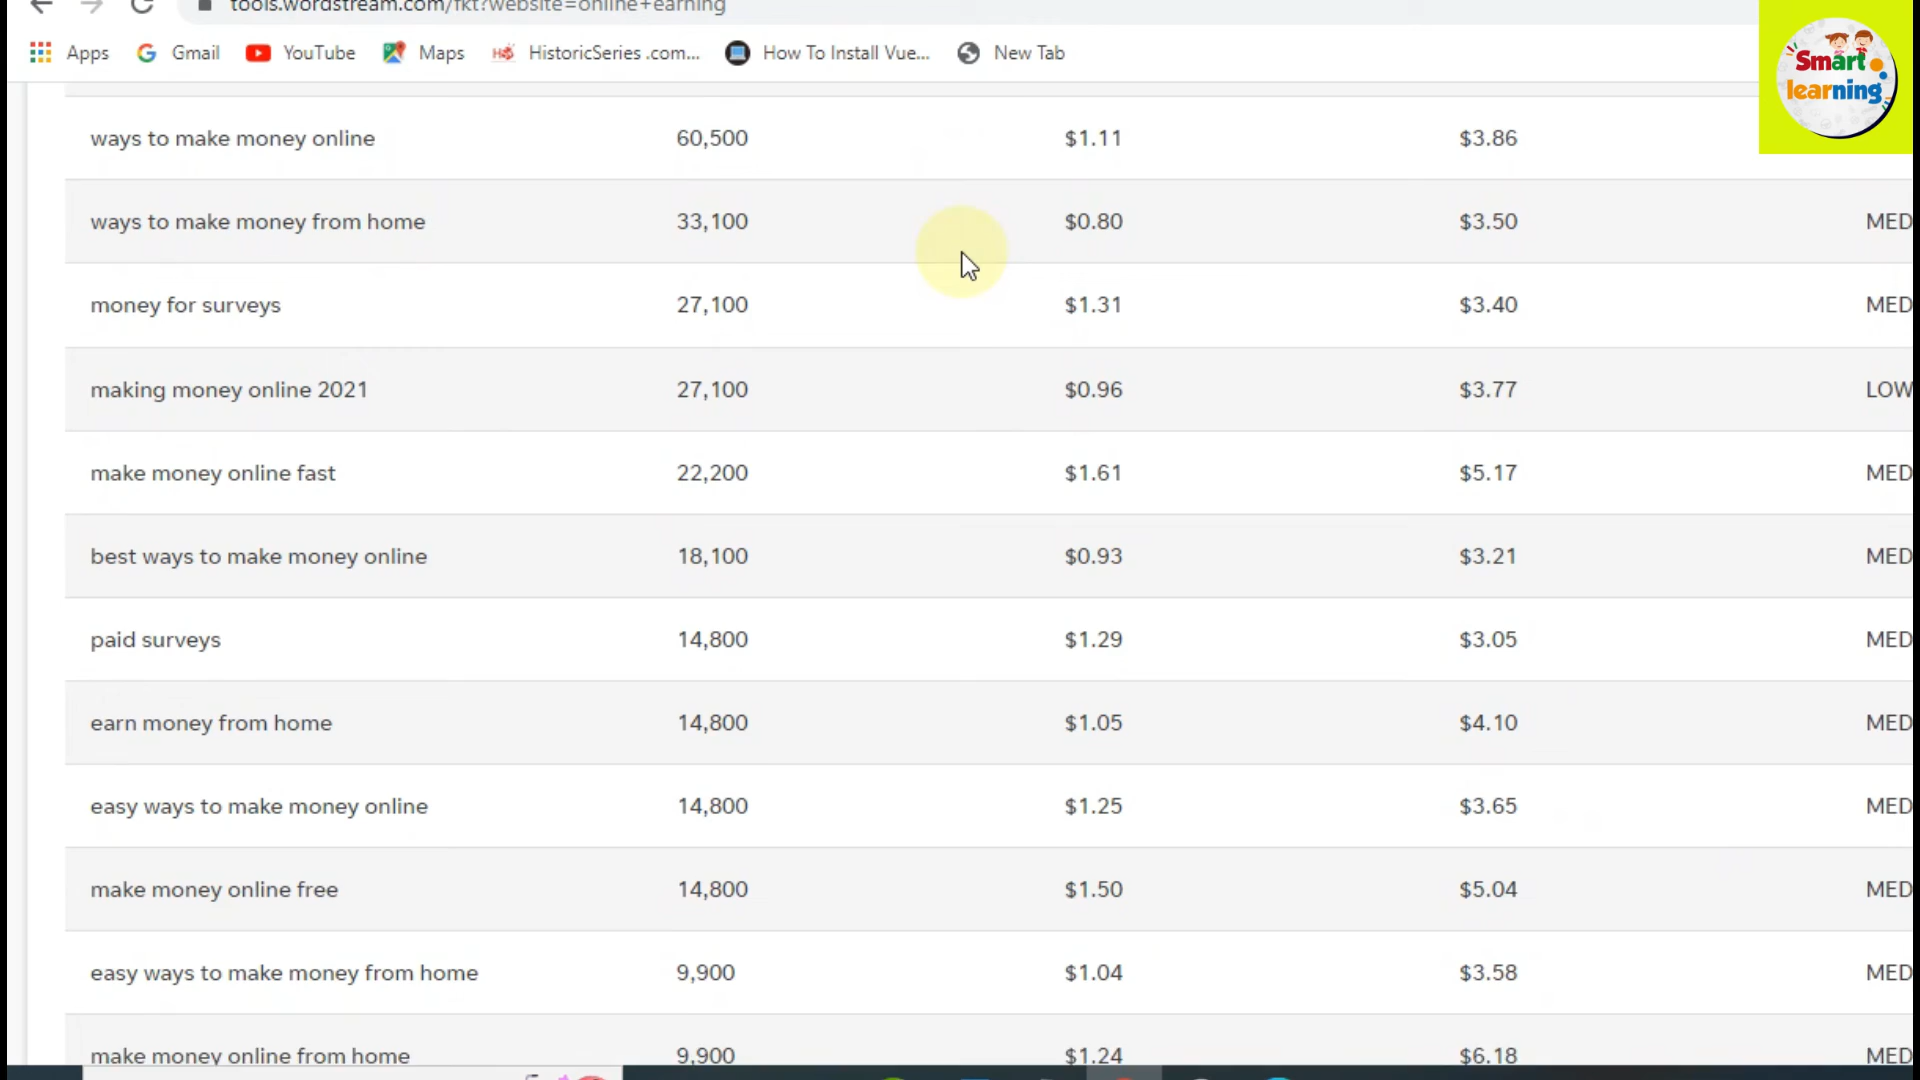 tools.wordstream.com/fkt?website=online+earning
Apps Gmail YouTube Maps HistoricSeries .com... How To Install Vue... New Tab
Smart
learning
ways to make money online 60,500 $1.11 $3.86
ways to make money from home 33,100 $0.80 $3.50 MED
money for surveys 27,100 $1.31 $3.40 MED
making money online 2021 27,100 $0.96 $3.77 LOW
make money online fast 22,200 $1.61 $5.17 MED
best ways to make money online 18,100 $0.93 $3.21 MED
paid surveys 14,800 $1.29 $3.05 MED
earn money from home 14,800 $1.05 $4.10 MED
easy ways to make money online 14,800 $1.25 $3.65 MED
make money online free 14,800 $1.50 $5.04 MED
easy ways to make money from home 9,900 $1.04 $3.58 MED
make money online from home 9,900 $1.24 $6.18 MED